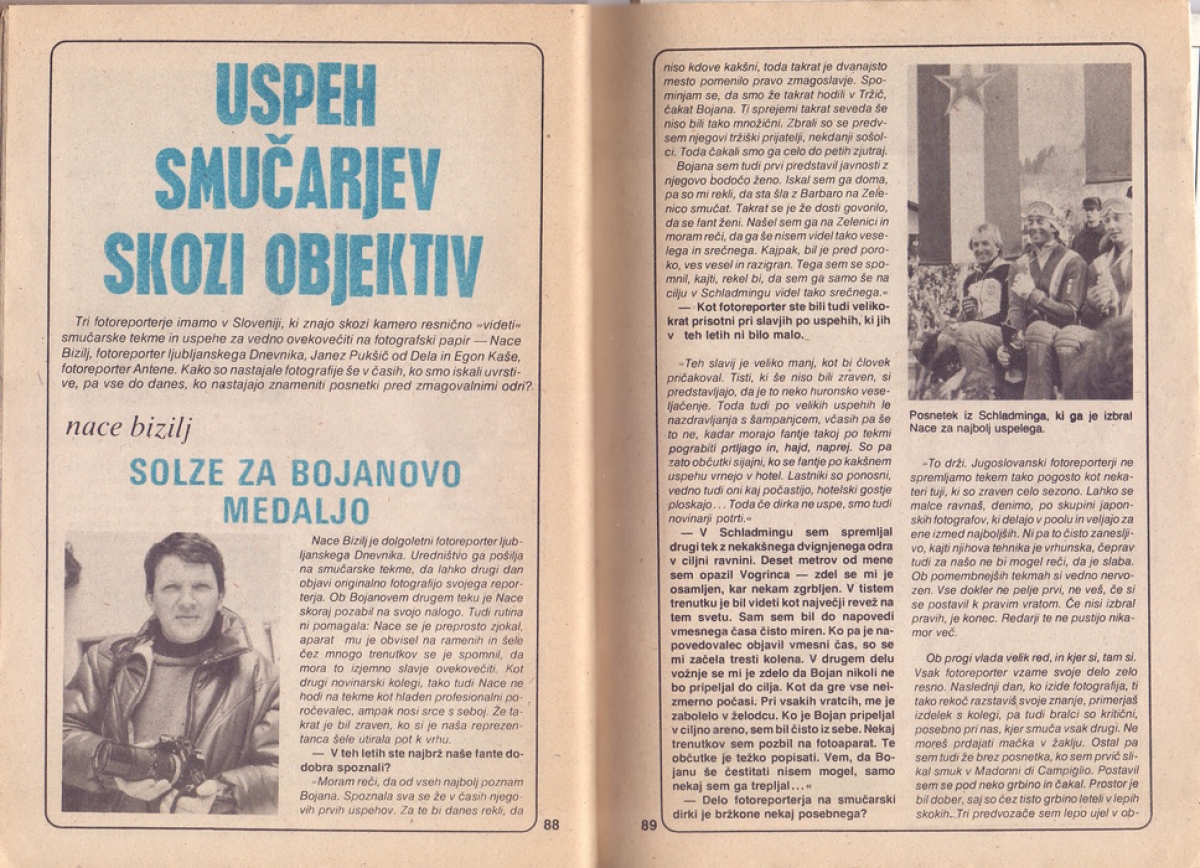 USPEH
SMUČARJEV
SKOZI OBJEKTIV
Tri fotoreporterje imamo v Sloveniji, ki znajo skozi kamero resnično »videti«
smučarske tekme in uspehe za vedno ovekovečiti na fotografski papir — Nace
Bizilj, fotoreporter ljubljanskega Dnevnika, Janez Pukšič od Dela in Egon Kaše,
fotoreporter Antene. Kako so nastajale fotografije še v časih, ko smo iskali uvrsti-
ve, pa vse do danes, ko nastajajo znameniti posnetki pred zmagovalnimi odri?
nace bizilj
SOLZE ZA BOJANOVO
MEDALJO
Nace Bizilj je dolgoletni fotoreporter ljub-
ljanskega Dnevnika. Uredništvo ga pošilja
na smučarske tekme, da lahko drugi dan
objavi originalno fotografijo svojega repor-
terja. Ob Bojanovem drugem teku je Nace
skoraj pozabil na svojo nalogo. Tudi rutina
ni pomagala: Nace se je preprosto zjokal,
aparat mu je obvisel na ramenih in šele
čez mnogo trenutkov se je spomnil, da
mora to izjemno slavje ovekovečiti. Kot
drugi novinarski kolegi, tako tudi Nace ne
hodi na tekme kot hladen profesionalni po-
ročevalec, ampak nosi srce s seboj. Že ta-
krat je bil zraven, ko si je naša reprezen-
tanca šele utirala pot k vrhu.
— V teh letih ste najbrž naše fante do-
dobra spoznali?
»Moram reči, da od vseh najbolj poznam
Bojana. Spoznala sva se že v časih njego-
vih prvih uspehov. Za te bi danes rekli, da
88
niso kdove kakšni, toda takrat je dvanajsto
mesto pomenilo pravo zmagoslavje. Spo-
minjam se, da smo že takrat hodili v Tržič,
čakat Bojana. Ti sprejemi takrat seveda še
niso bili tako množični. Zbrali so se predv-
sem njegovi tržiški prijatelji, nekdanji sošol-
ci. Toda čakali smo ga celo do petih zjutraj.
Bojana sem tudi prvi predstavil javnosti z
njegovo bodočo ženo. Iskal sem ga doma,
pa so mi rekli, da sta šla z Barbaro na Zele-
nico smučat. Takrat se je že dosti govorilo,
da se fant ženi. Našel sem ga na Zelenici in
moram reči, da ga še nisem videl tako vese-
lega in srečnega. Kajpak, bil je pred poro-
ko, ves vesel in razigran. Tega sem se spo-
mnil, kajti, rekel bi, da sem ga samo še na
cilju v Schladmingu videl tako srečnega.«
— Kot fotoreporter ste bili tudi veliko-
krat prisotni pri slavjih po uspehih, ki jih
v teh letih ni bilo malo.
»Teh slavij je veliko manj, kot bi človek
pričakoval. Tisti, ki še niso bili zraven, si
predstavljajo, da je to neko huronsko vese-
ljačenje. Toda tudi po velikih uspehih le
nazdravljanja s šampanjcem, včasih pa še
to ne, kadar morajo fantje takoj po tekmi
pograbiti prtljago in, hajd, naprej. So pa
zato občutki sijajni, ko se fantje po kakšnem
uspehu vrnejo v hotel. Lastniki so ponosni,
vedno tudi oni kaj počastijo, hotelski gostje
ploskajo... Toda če dirka ne uspe, smo tudi
novinarji potrti.«
— V Schladmingu sem spremljal
drugi tek z nekakšnega dvignjenega odra
v ciljni ravnini. Deset metrov od mene
sem opazil Vogrinca — zdel se mi je
osamljen, kar nekam zgrbljen. V tistem
trenutku je bil videti kot največji revež na
tem svetu. Sam sem bil do napovedi
vmesnega časa čisto miren. Ko pa je na-
povedovalec objavil vmesni čas, so se
mi začela tresti kolena. V drugem delu
vožnje se mi je zdelo da Bojan nikoli ne
bo pripeljal do cilja. Kot da gre vse nei-
zmerno počasi. Pri vsakih vratcih, me je
zabolelo v želodcu. Ko je Bojan pripeljal
v ciljno areno, sem bil čisto iz sebe. Nekaj
trenutkov sem pozbil na fotoaparat. Te
občutke je težko popisati. Vem, da Bo-
janu še čestitati nisem mogel, samo
nekaj sem ga trepljal...«
— Delo fotoreporterja na smučarski
dirki je bržkone nekaj posebnega?
89
Posnetek iz Schladminga, ki ga je izbral
Nace za najbolj uspelega.
»To drži. Jugoslovanski fotoreporterji ne
spremljamo tekem tako pogosto kot neka-
teri tuji, ki so zraven celo sezono. Lahko se
malce ravnaš, denimo, po skupini japon-
skih fotografov, ki delajo v poolu in veljajo za
ene izmed najboljših. Ni pa to čisto zaneslji-
vo, kajti njihova tehnika je vrhunska, čeprav
tudi za našo ne bi mogel reči, da je slaba.
Ob pomembnejših tekmah si vedno nervo-
zen. Vse dokler ne pelje prvi, ne veš, če si
se postavil k pravim vratom. Če nisi izbral
pravih, je konec. Redarji te ne pustijo nika-
mor več.
Ob progi vlada velik red, in kjer si, tam si.
Vsak fotoreporter vzame svoje delo zelo
resno. Naslednji dan, ko izide fotografija, ti
tako rekoč razstaviš svoje znanje, primerjaš
izdelek s kolegi, pa tudi bralci so kritični,
posebno pri nas, kjer smuča vsak drugi. Ne
moreš prdajati mačka v žaklju. Ostal pa
sem tudi že brez posnetka, ko sem prvič sli-
kal smuk v Madonni di Campiglio. Postavil
sem se pod neko grbino in čakal. Prostor je
bil dober, saj so čez tisto grbino leteli v lepih
skokih. Tri predvozače sem lepo ujel v ob-